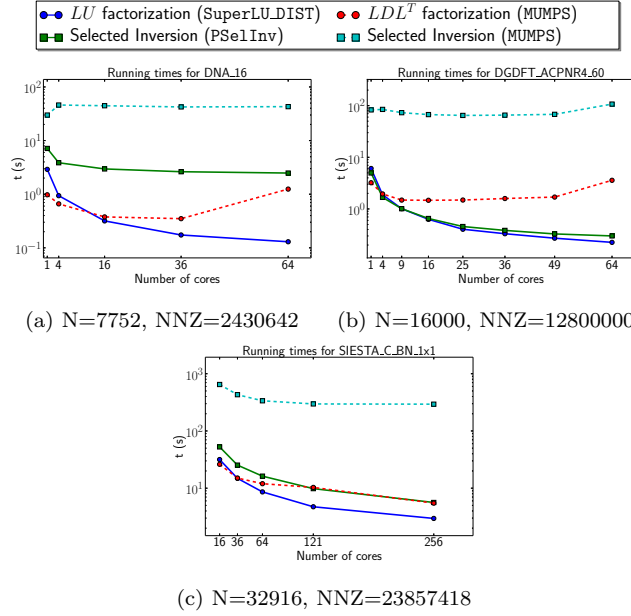 LU factorization (SuperLU_DIST)
LDL^T factorization (MUMPS)
Selected Inversion (PSelInv)
Selected Inversion (MUMPS)
Running times for DNA_16
10^2
10^1
10^0
10^-1
t (s)
1 4 16 36 64
Number of cores
(a) N=7752, NNZ=2430642
Running times for DGDFT_ACPNR4_60
10^2
10^1
10^0
t (s)
1 4 9 16 25 36 49 64
Number of cores
(b) N=16000, NNZ=12800000
Running times for SIESTA_C_BN_1x1
10^3
10^2
10^1
t (s)
16 36 64 121 256
Number of cores
(c) N=32916, NNZ=23857418